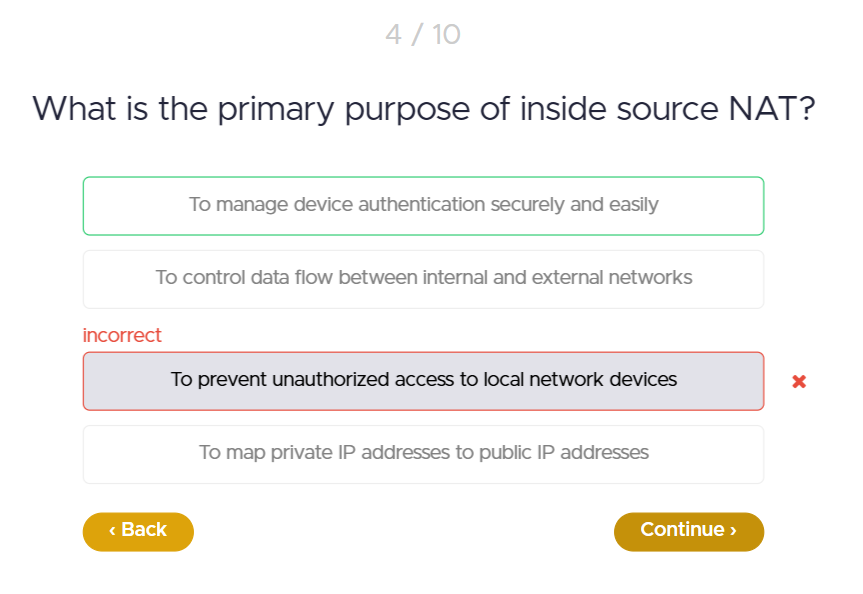 4 / 10
What is the primary purpose of inside source NAT?
To manage device authentication securely and easily
To control data flow between internal and external networks
incorrect
To prevent unauthorized access to local network devices
To map private IP addresses to public IP addresses
‹ Back
Continue ›